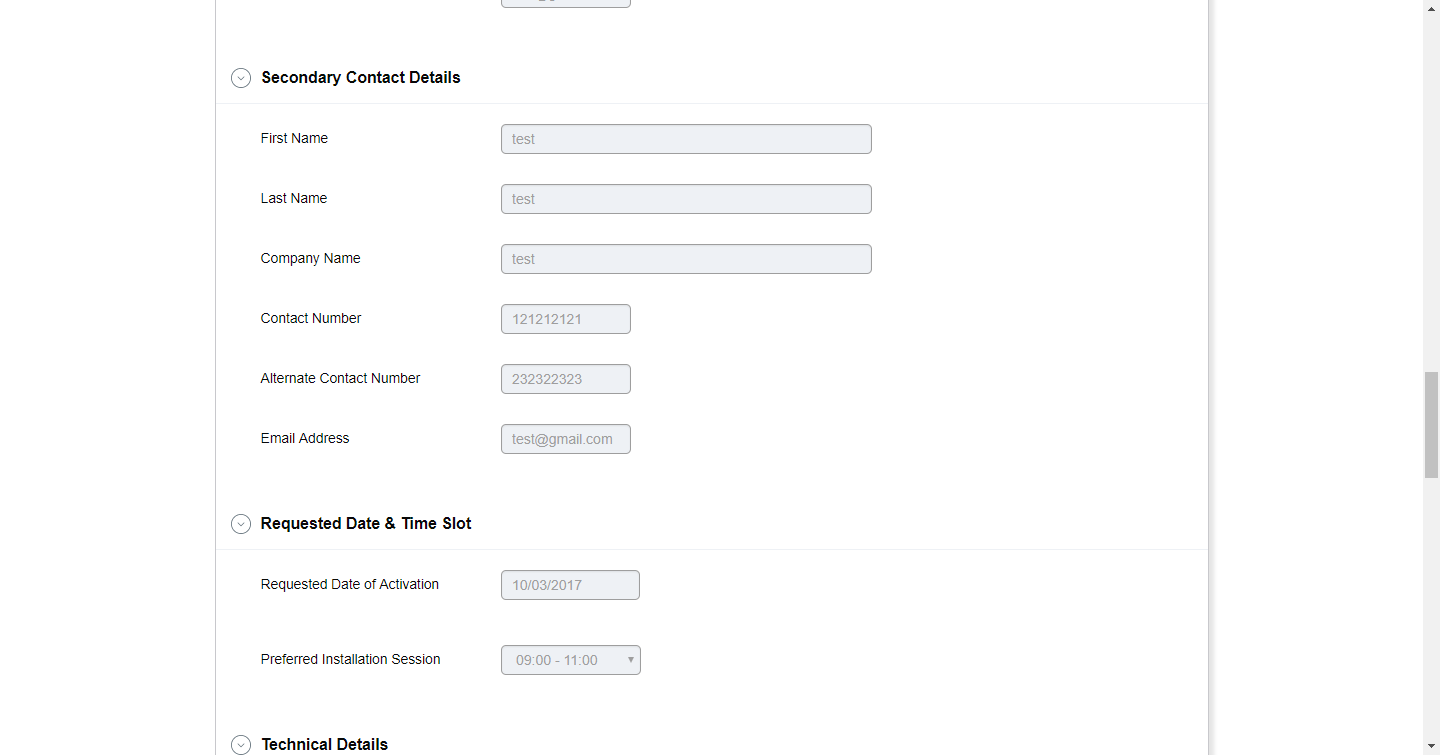 Secondary Contact Details
First Name test
Last Name test
Company Name test
Contact Number 121212121
Alternate Contact Number 232322323
Email Address test@gmail.com
Requested Date & Time Slot
Requested Date of Activation 10/03/2017
Preferred Installation Session 09:00 - 11:00
Technical Details